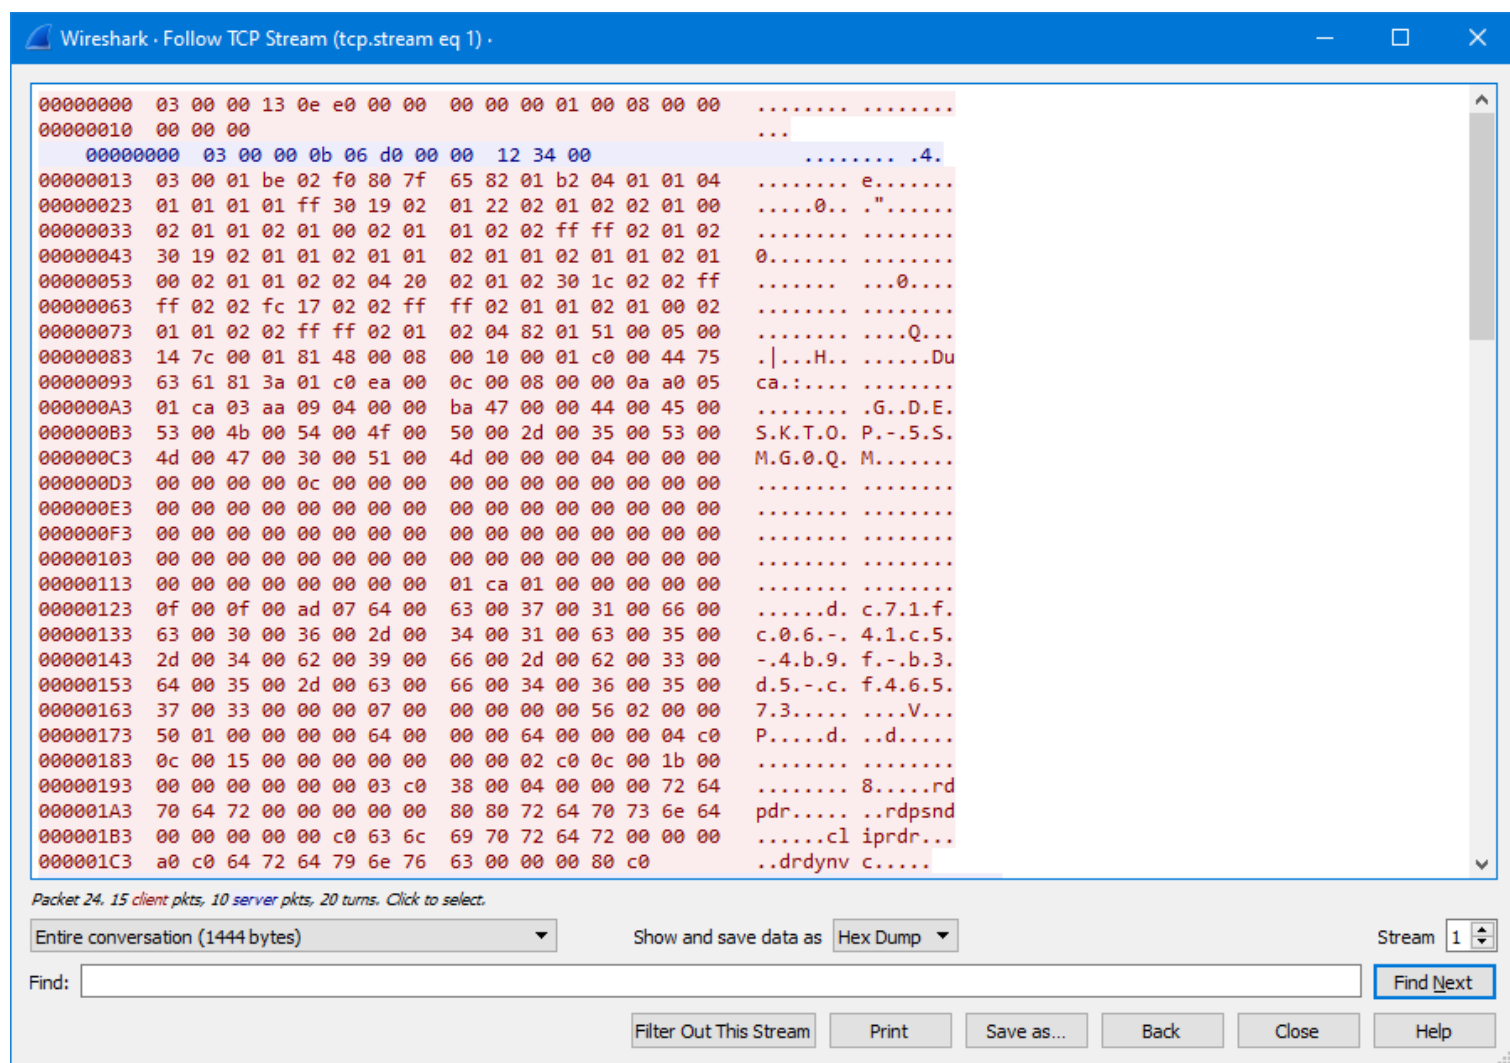 Wireshark · Follow TCP Stream (tcp.stream eq 1) ·
00000000  03 00 00 13 0e e0 00 00  00 00 00 01 00 08 00 00   ........ ........
00000010  00 00 00                                           ...
00000000  03 00 00 0b 06 d0 00 00  12 34 00                  ........ .4.
00000013  03 00 01 be 02 f0 80 7f  65 82 01 b2 04 01 01 04   ........ e.......
00000023  01 01 01 01 ff 30 19 02  01 22 02 01 02 02 01 00   .....0.. ."......
00000033  02 01 01 02 01 00 02 01  01 02 02 ff ff 02 01 02   ........ ........
00000043  30 19 02 01 01 02 01 01  02 01 01 02 01 01 02 01   0....... ........
00000053  00 02 01 01 02 02 04 20  02 01 02 30 1c 02 02 ff   .......  ...0....
00000063  ff 02 02 fc 17 02 02 ff  ff 02 01 01 02 01 00 02   ........ ........
00000073  01 01 02 02 ff ff 02 01  02 04 82 01 51 00 05 00   ........ ....Q...
00000083  14 7c 00 01 81 48 00 08  00 10 00 01 c0 00 44 75   .|...H.. ......Du
00000093  63 61 81 3a 01 c0 ea 00  0c 00 08 00 00 0a a0 05   ca.:.... ........
000000A3  01 ca 03 aa 09 04 00 00  ba 47 00 00 44 00 45 00   ........ .G..D.E.
000000B3  53 00 4b 00 54 00 4f 00  50 00 2d 00 35 00 53 00   S.K.T.O. P.-.5.S.
000000C3  4d 00 47 00 30 00 51 00  4d 00 00 00 04 00 00 00   M.G.0.Q. M.......
000000D3  00 00 00 00 0c 00 00 00  00 00 00 00 00 00 00 00   ........ ........
000000E3  00 00 00 00 00 00 00 00  00 00 00 00 00 00 00 00   ........ ........
000000F3  00 00 00 00 00 00 00 00  00 00 00 00 00 00 00 00   ........ ........
00000103  00 00 00 00 00 00 00 00  00 00 00 00 00 00 00 00   ........ ........
00000113  00 00 00 00 00 00 00 00  01 ca 01 00 00 00 00 00   ........ ........
00000123  0f 00 0f 00 ad 07 64 00  63 00 37 00 31 00 66 00   ......d. c.7.1.f.
00000133  63 00 30 00 36 00 2d 00  34 00 31 00 63 00 35 00   c.0.6.-. 4.1.c.5.
00000143  2d 00 34 00 62 00 39 00  66 00 2d 00 62 00 33 00   -.4.b.9. f.-.b.3.
00000153  64 00 35 00 2d 00 63 00  66 00 34 00 36 00 35 00   d.5.-.c. f.4.6.5.
00000163  37 00 33 00 00 00 07 00  00 00 00 00 56 02 00 00   7.3..... ....V...
00000173  50 01 00 00 00 00 64 00  00 00 64 00 00 00 04 c0   P.....d. ..d.....
00000183  0c 00 15 00 00 00 00 00  00 00 02 c0 0c 00 1b 00   ........ ........
00000193  00 00 00 00 00 00 03 c0  38 00 04 00 00 00 72 64   ........ 8.....rd
000001A3  70 64 72 00 00 00 00 00  80 80 72 64 70 73 6e 64   pdr..... ..rdpsnd
000001B3  00 00 00 00 00 c0 63 6c  69 70 72 64 72 00 00 00   ......cl iprdr...
000001C3  a0 c0 64 72 64 79 6e 76  63 00 00 00 80 c0         ..drdynv c.....
Packet 24. 15 client pkts, 10 server pkts, 20 turns. Click to select.
Entire conversation (1444 bytes)  Show and save data as  Hex Dump  Stream  1
Find:  Find Next
Filter Out This Stream  Print  Save as...  Back  Close  Help